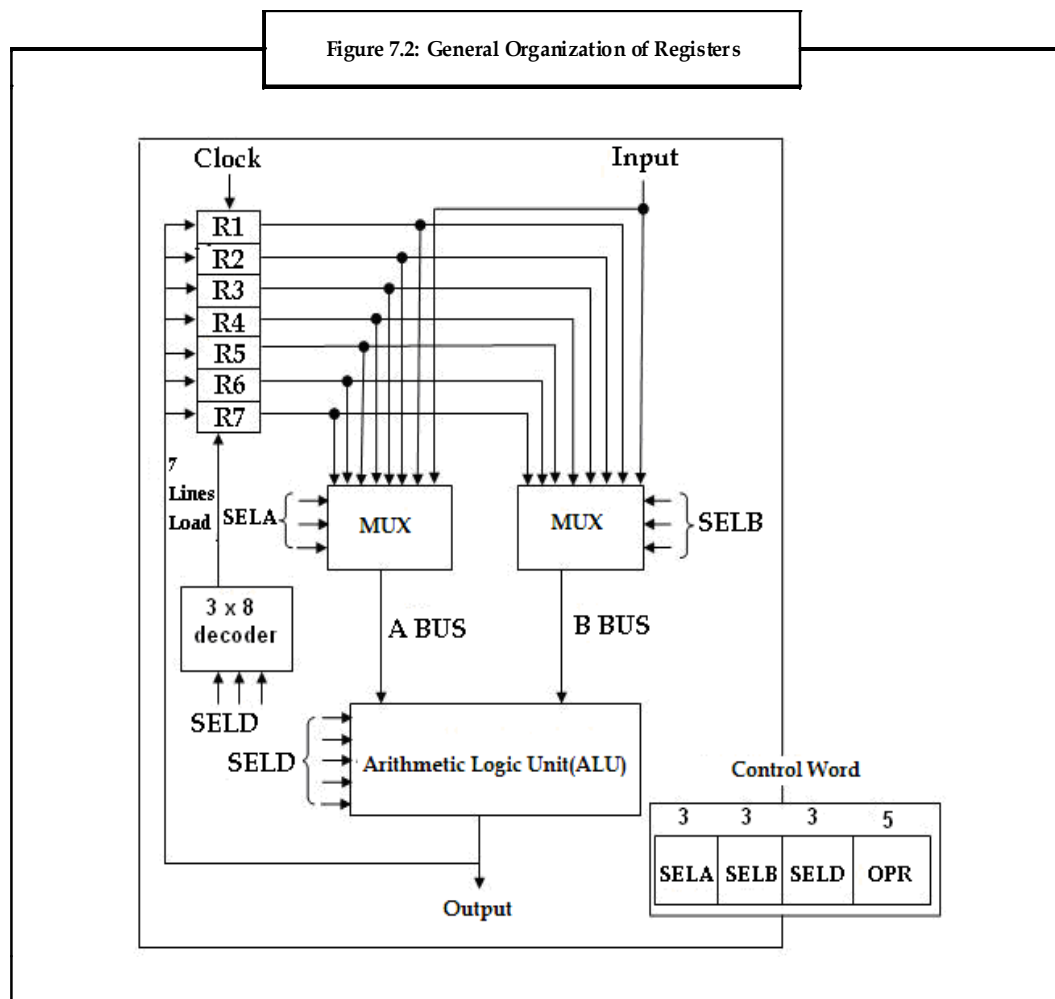 Figure 7.2: General Organization of Registers
Clock
Input
R1
R2
R3
R4
R5
R6
R7
7
Lines
Load
SELA
MUX
MUX
SELB
3 x 8
decoder
A BUS
B BUS
SELD
SELD
Arithmetic Logic Unit(ALU)
Control Word
3 3 3 5
SELA SELB SELD OPR
Output